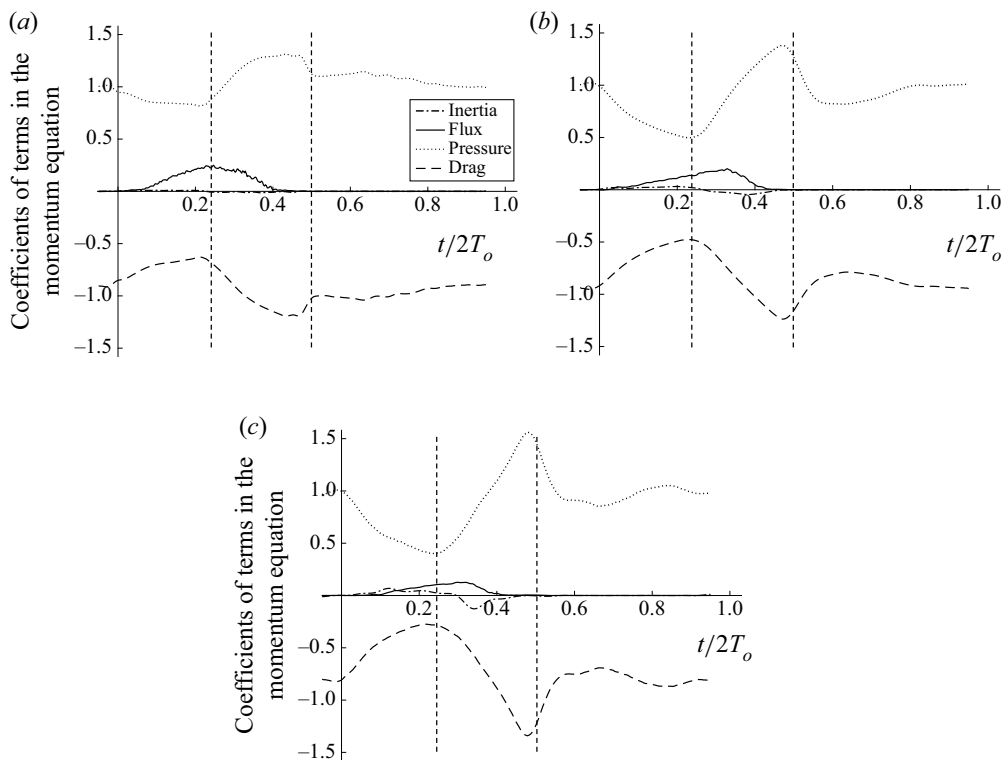 (a)
1.5
1.0
0.5
−0.5
−1.0
−1.5
0.2
0.4
0.6
0.8
1.0
t/2T_o
Coefficients of terms in the
momentum equation
Inertia
Flux
Pressure
Drag
(b)
1.5
1.0
0.5
−0.5
−1.0
−1.5
0.2
0.4
0.6
0.8
1.0
t/2T_o
(c)
1.5
1.0
0.5
−0.5
−1.0
−1.5
0.2
0.4
0.6
0.8
1.0
t/2T_o
Coefficients of terms in the
momentum equation